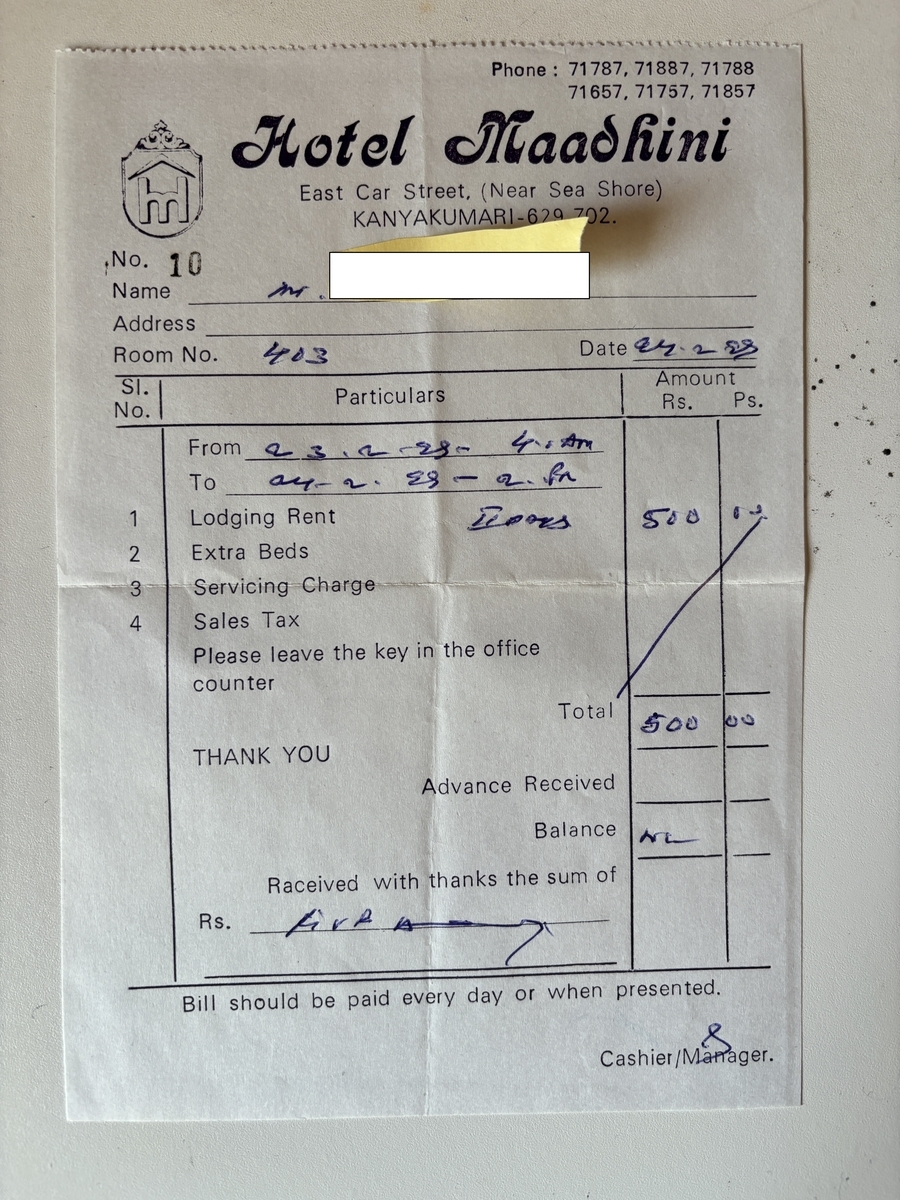 Phone : 71787, 71887, 71788
71657, 71757, 71857
Hotel Maadhini
East Car Street, (Near Sea Shore)
KANYAKUMARI-629 702.
No. 10
Name Mr.
Address
Room No. 403 Date 24.2
Sl. No. Particulars Amount Rs. Ps.
From 23.2 4. Am
To 24-2. 2. Pm
1 Lodging Rent 500
2 Extra Beds
3 Servicing Charge
4 Sales Tax
Please leave the key in the office
counter
Total 500 00
THANK YOU
Advance Received
Balance
Raceived with thanks the sum of
Rs. Five
Bill should be paid every day or when presented.
Cashier/Manager.